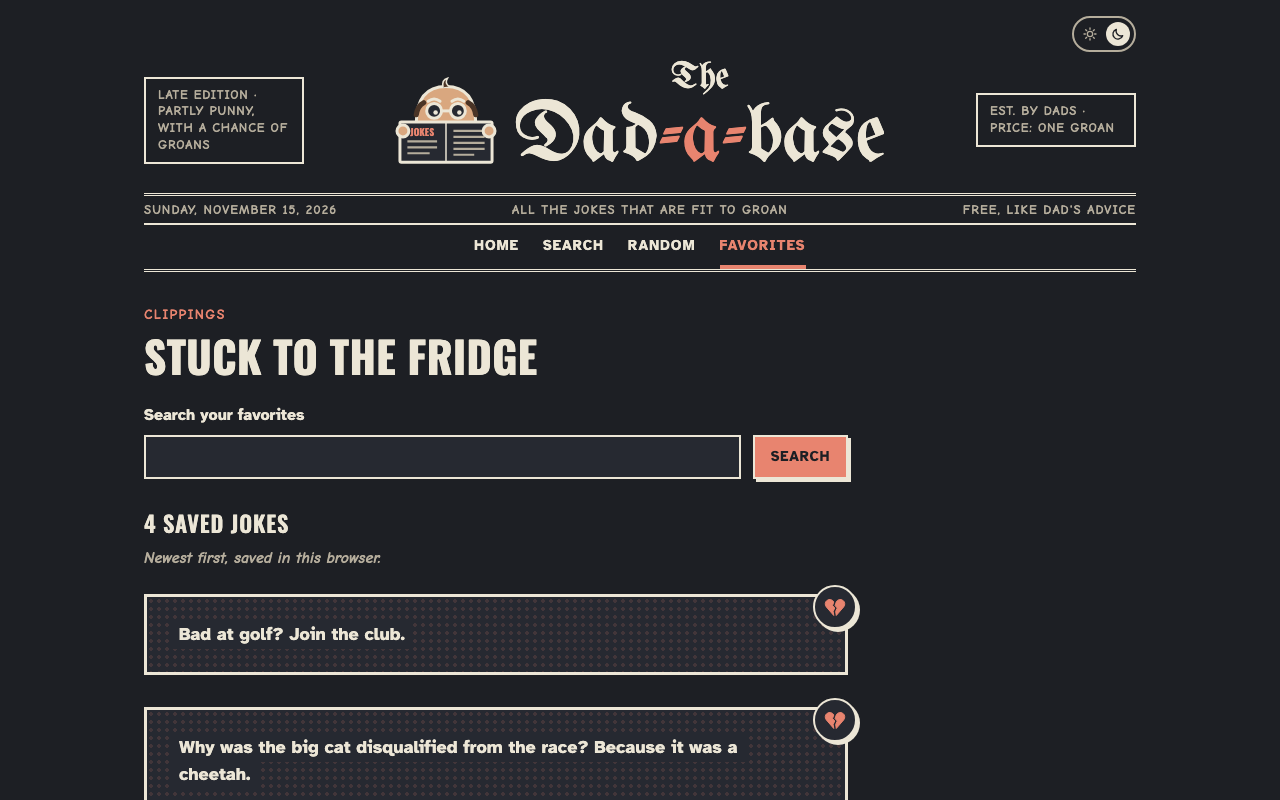 LATE EDITION ·
PARTLY PUNNY,
WITH A CHANCE OF
GROANS
JOKES
The
Dad=a=base
EST. BY DADS ·
PRICE: ONE GROAN
SUNDAY, NOVEMBER 15, 2026
ALL THE JOKES THAT ARE FIT TO GROAN
FREE, LIKE DAD'S ADVICE
HOME SEARCH RANDOM FAVORITES
CLIPPINGS
STUCK TO THE FRIDGE
Search your favorites
SEARCH
4 SAVED JOKES
Newest first, saved in this browser.
Bad at golf? Join the club.
Why was the big cat disqualified from the race? Because it was a
cheetah.